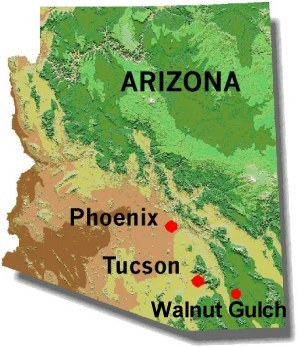 ARIZONA
Phoenix
Tucson
Walnut Gulch